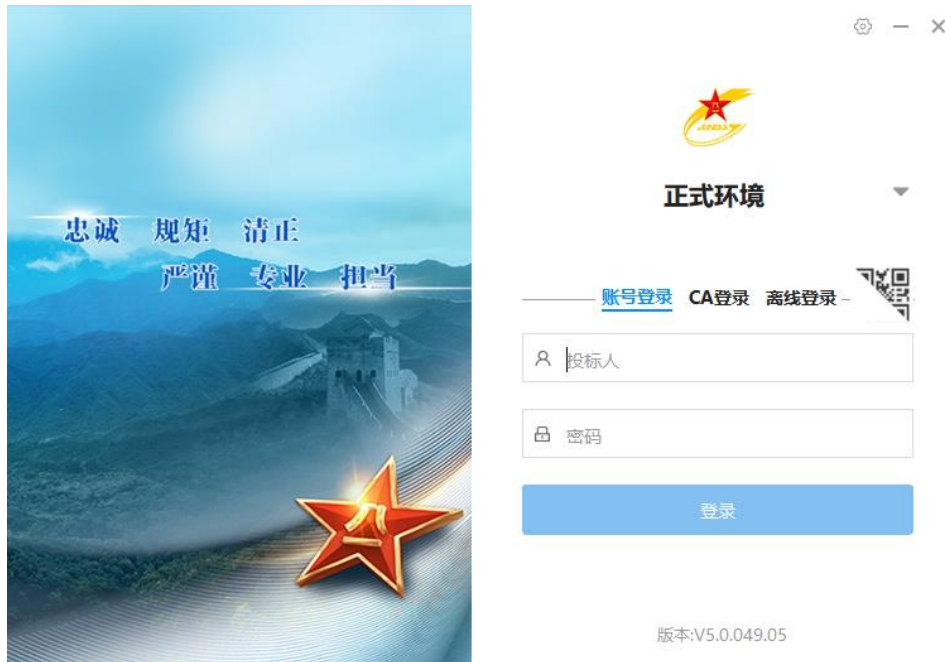 忠诚 规矩 清正
严谨 专业 担当
正式环境
账号登录 CA登录 离线登录
投标人
密码
登录
版本:V5.0.049.05